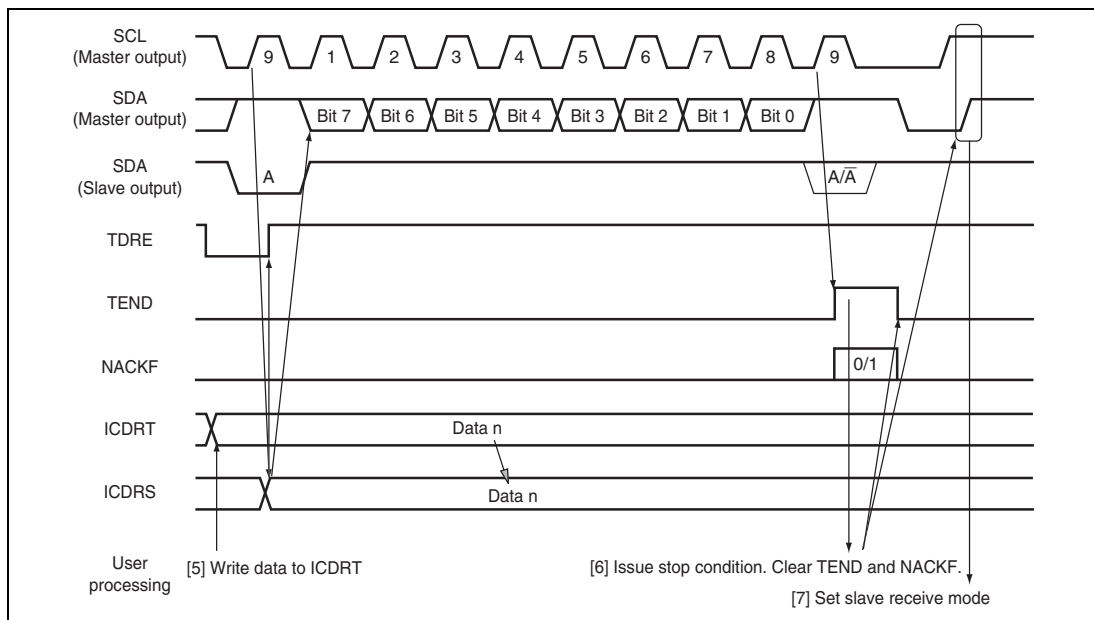 SCL
(Master output)
9 1 2 3 4 5 6 7 8 9
SDA
(Master output)
Bit 7 Bit 6 Bit 5 Bit 4 Bit 3 Bit 2 Bit 1 Bit 0
SDA
(Slave output)
A A/A̅
TDRE
TEND
NACKF
0/1
ICDRT
Data n
ICDRS
Data n
User
processing
[5] Write data to ICDRT
[6] Issue stop condition. Clear TEND and NACKF.
[7] Set slave receive mode